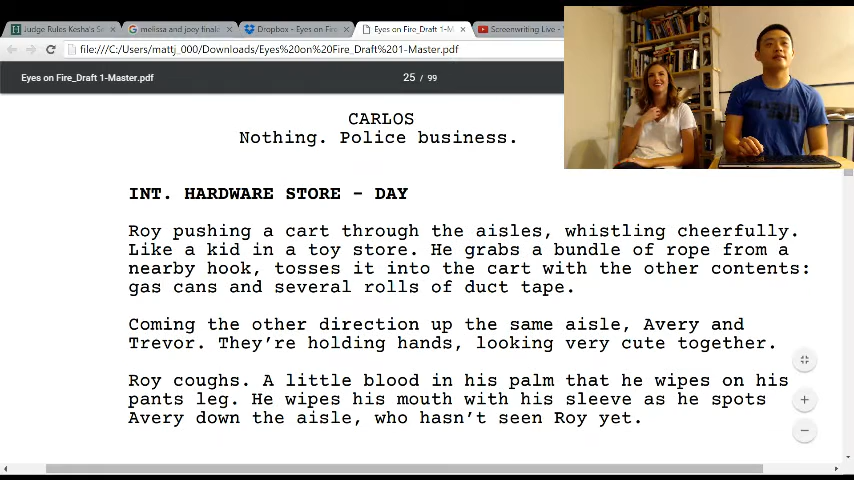 Judge Rules Kesha's Se
melissa and joey finale
Dropbox - Eyes on Fire
Eyes on Fire_Draft 1-M
Screenwriting Live -
file:///C:/Users/mattj_000/Downloads/Eyes%20on%20Fire_Draft%201-Master.pdf
Eyes on Fire_Draft 1-Master.pdf
25 / 99
CARLOS
Nothing. Police business.
INT. HARDWARE STORE - DAY
Roy pushing a cart through the aisles, whistling cheerfully.
Like a kid in a toy store. He grabs a bundle of rope from a
nearby hook, tosses it into the cart with the other contents:
gas cans and several rolls of duct tape.
Coming the other direction up the same aisle, Avery and
Trevor. They're holding hands, looking very cute together.
Roy coughs. A little blood in his palm that he wipes on his
pants leg. He wipes his mouth with his sleeve as he spots
Avery down the aisle, who hasn't seen Roy yet.